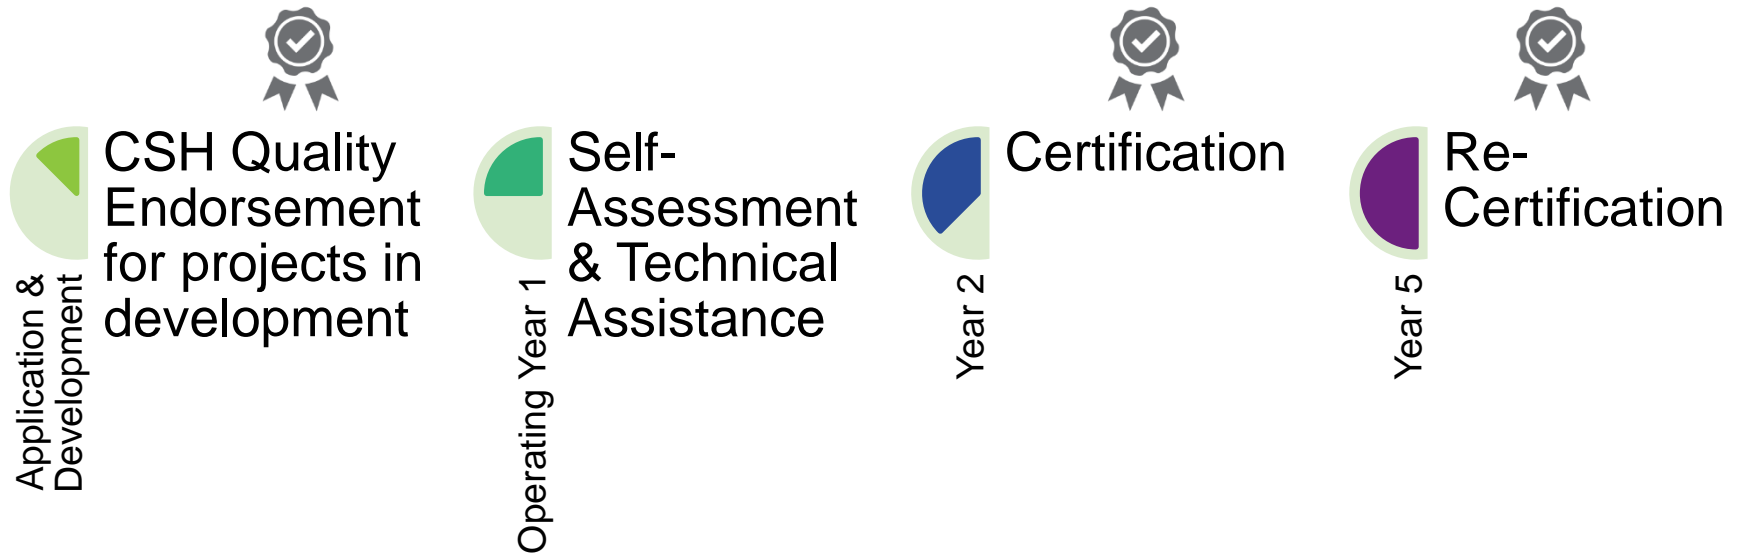 CSH Quality
Endorsement
for projects in
development
Application &
Development
Self-
Assessment
& Technical
Assistance
Operating Year 1
Certification
Year 2
Re-
Certification
Year 5